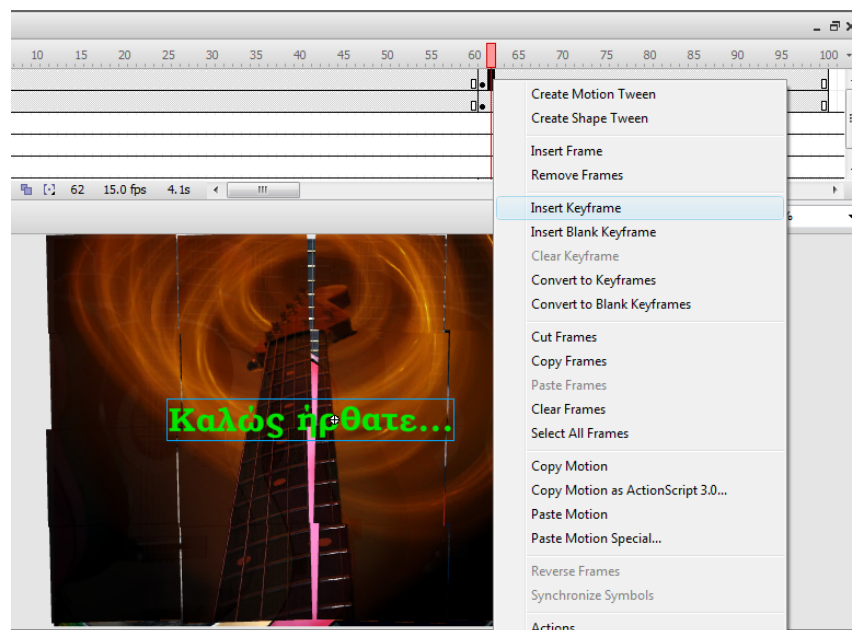 10 15 20 25 30 35 40 45 50 55 60 65 70 75 80 85 90 95 100
Create Motion Tween
Create Shape Tween
Insert Frame
Remove Frames
62 15.0 fps 4.1s
Insert Keyframe
Insert Blank Keyframe
Clear Keyframe
Convert to Keyframes
Convert to Blank Keyframes
Cut Frames
Copy Frames
Paste Frames
Clear Frames
Select All Frames
Καλώς ήρθατε...
Copy Motion
Copy Motion as ActionScript 3.0...
Paste Motion
Paste Motion Special...
Reverse Frames
Synchronize Symbols
Actions